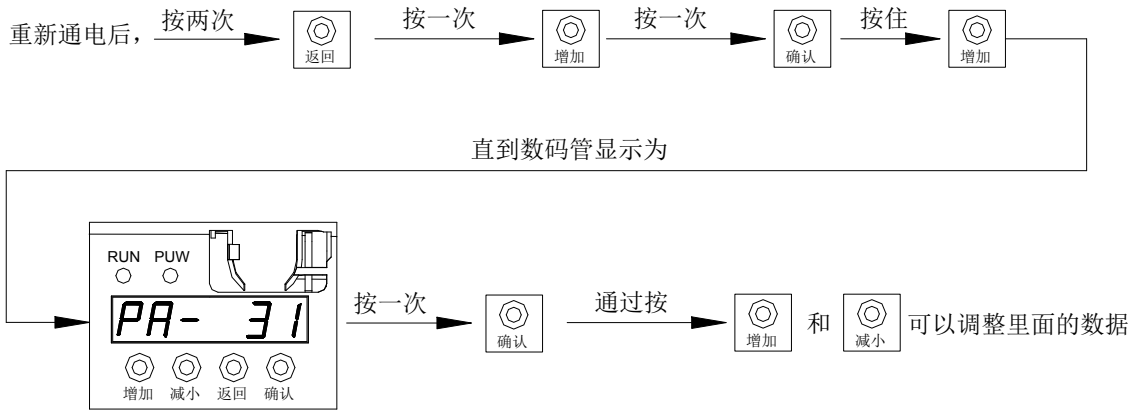 重新通电后，
按两次
返回
按一次
增加
按一次
确认
按住
增加
直到数码管显示为
RUN PUW
PA- 31
增加 减小 返回 确认
按一次
确认
通过按
增加
和
减小
可以调整里面的数据